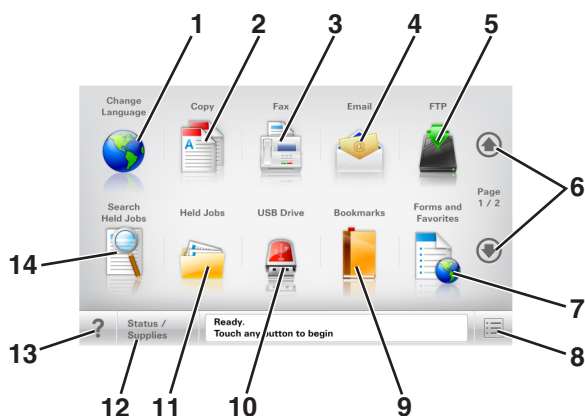 1 2 3 4 5
Change
Language
Copy
Fax
Email
FTP
A
@
6
Page
1 / 2
Search
Held Jobs
Held Jobs
USB Drive
Bookmarks
Forms and
Favorites
14
7
?
Status /
Supplies
Ready.
Touch any button to begin
13 12 11 10 9 8